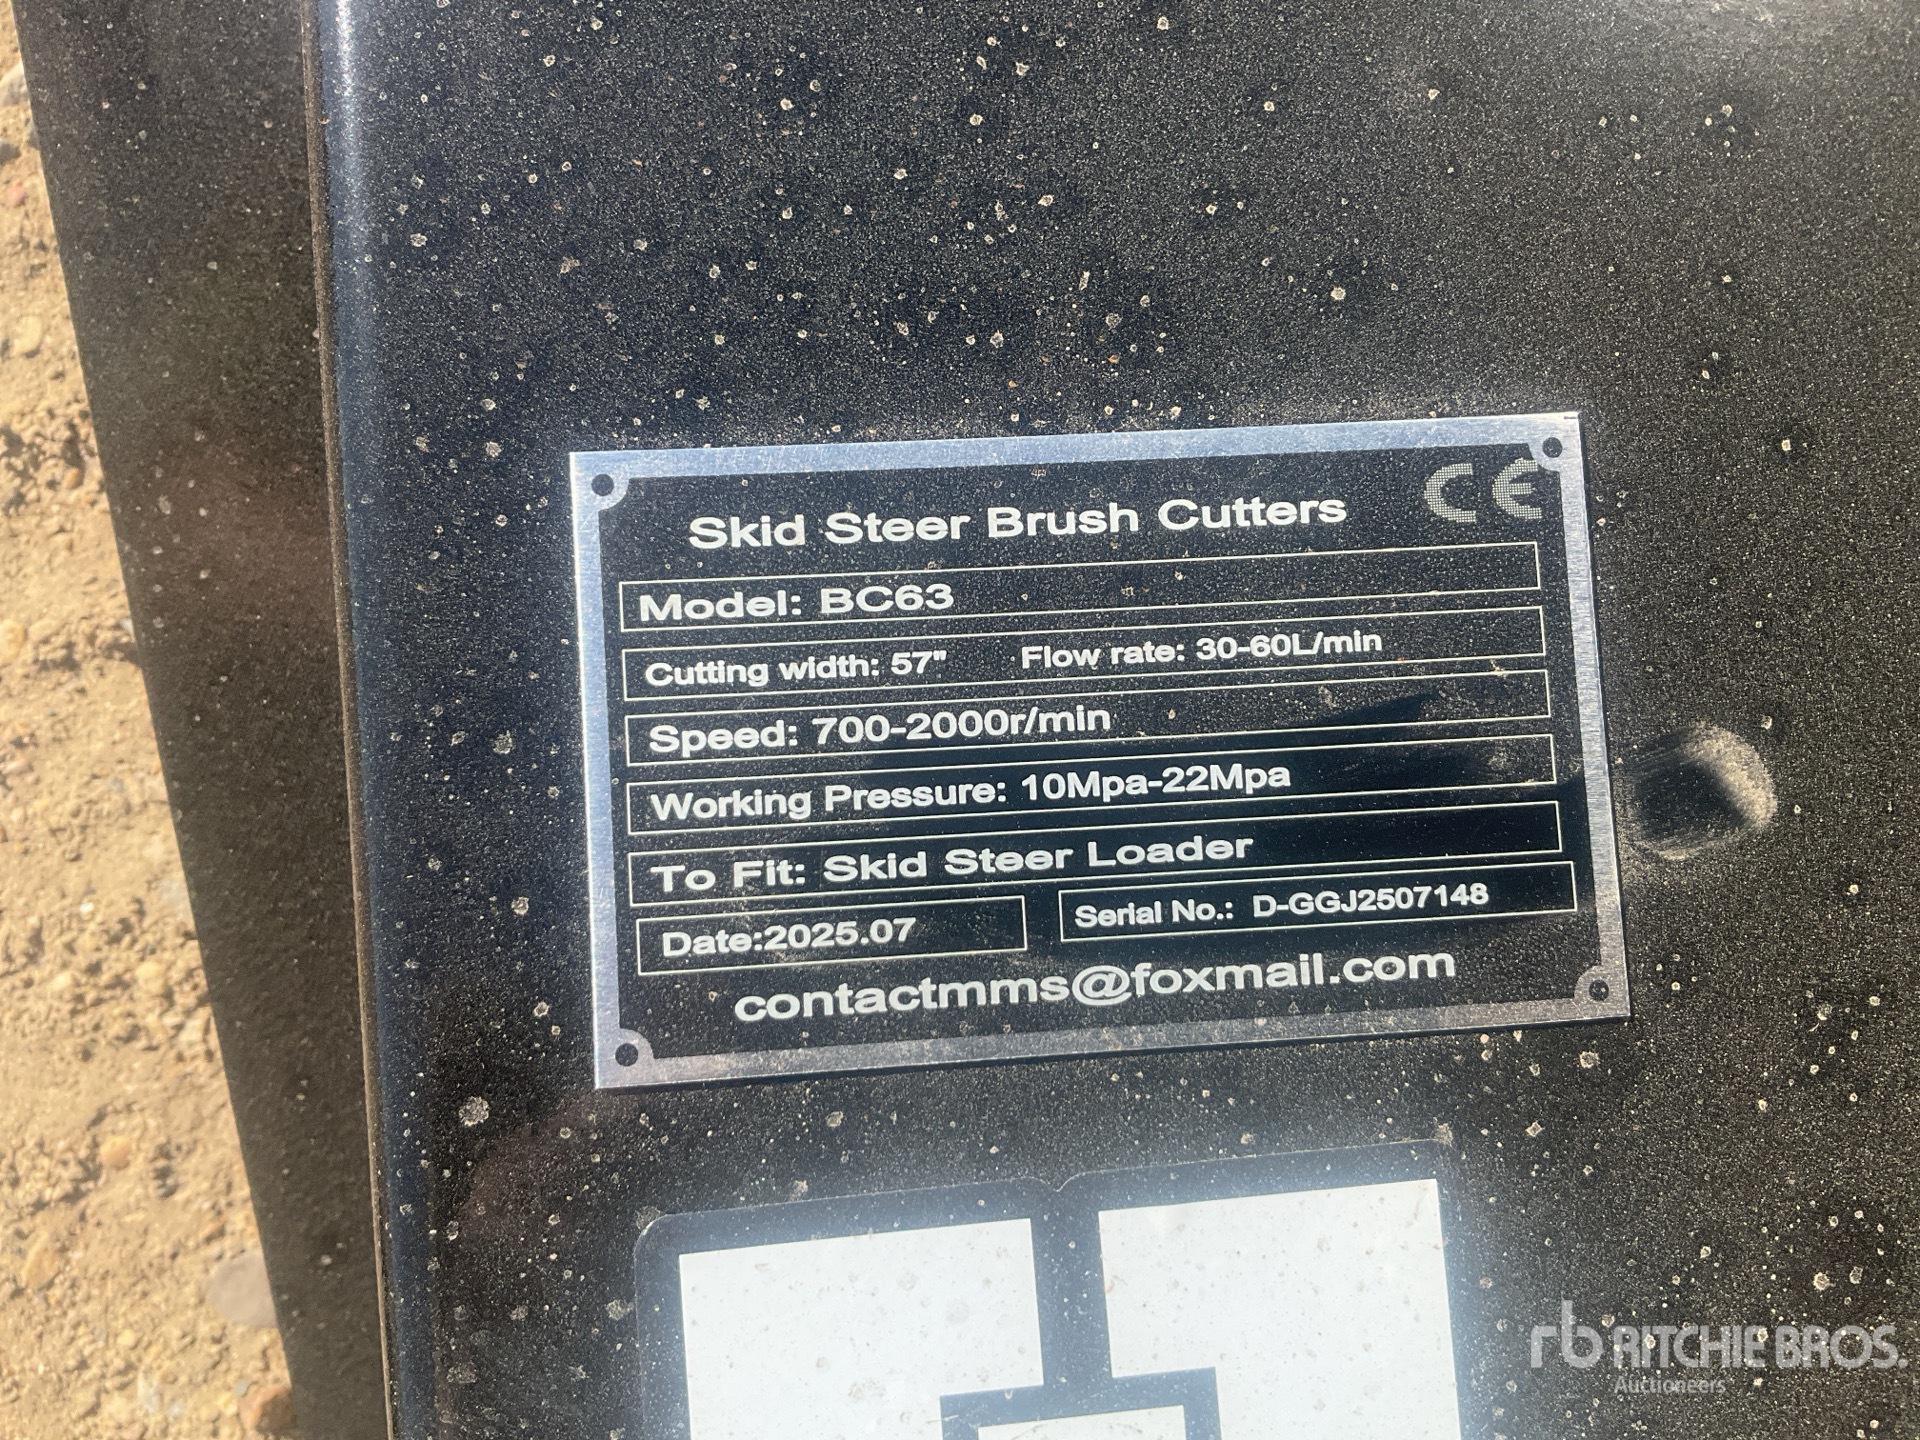 CE
Skid Steer Brush Cutters
Model: BC63
Cutting width: 57" Flow rate: 30-60L/min
Speed: 700-2000r/min
Working Pressure: 10Mpa-22Mpa
To Fit: Skid Steer Loader
Date:2025.07 Serial No.: D-GGJ2507148
contactmms@foxmail.com
rb RITCHIE BROS.
Auctioneers